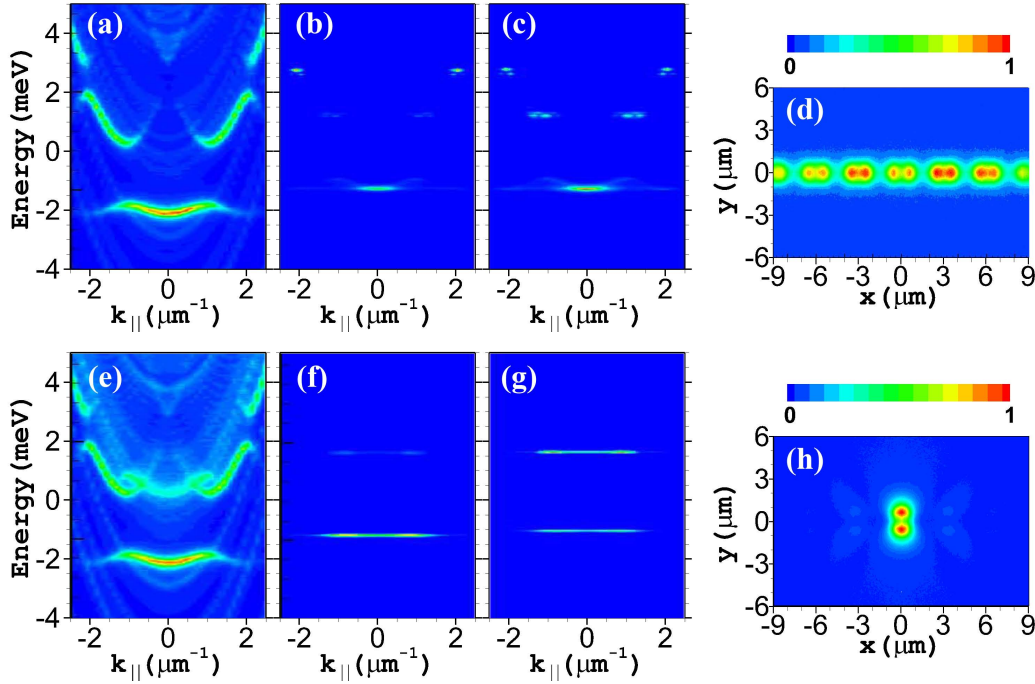 (a)
(b)
(c)
4
2
0
-2
-4
Energy (meV)
-2 0 2
-2 0 2
-2 0 2
k||(μm-1)
k||(μm-1)
k||(μm-1)
0 1
(d)
6
3
0
-3
-6
y (μm)
-9 -6 -3 0 3 6 9
x (μm)
(e)
(f)
(g)
4
2
0
-2
-4
Energy (meV)
-2 0 2
-2 0 2
-2 0 2
k||(μm-1)
k||(μm-1)
k||(μm-1)
0 1
(h)
6
3
0
-3
-6
y (μm)
-9 -6 -3 0 3 6 9
x (μm)